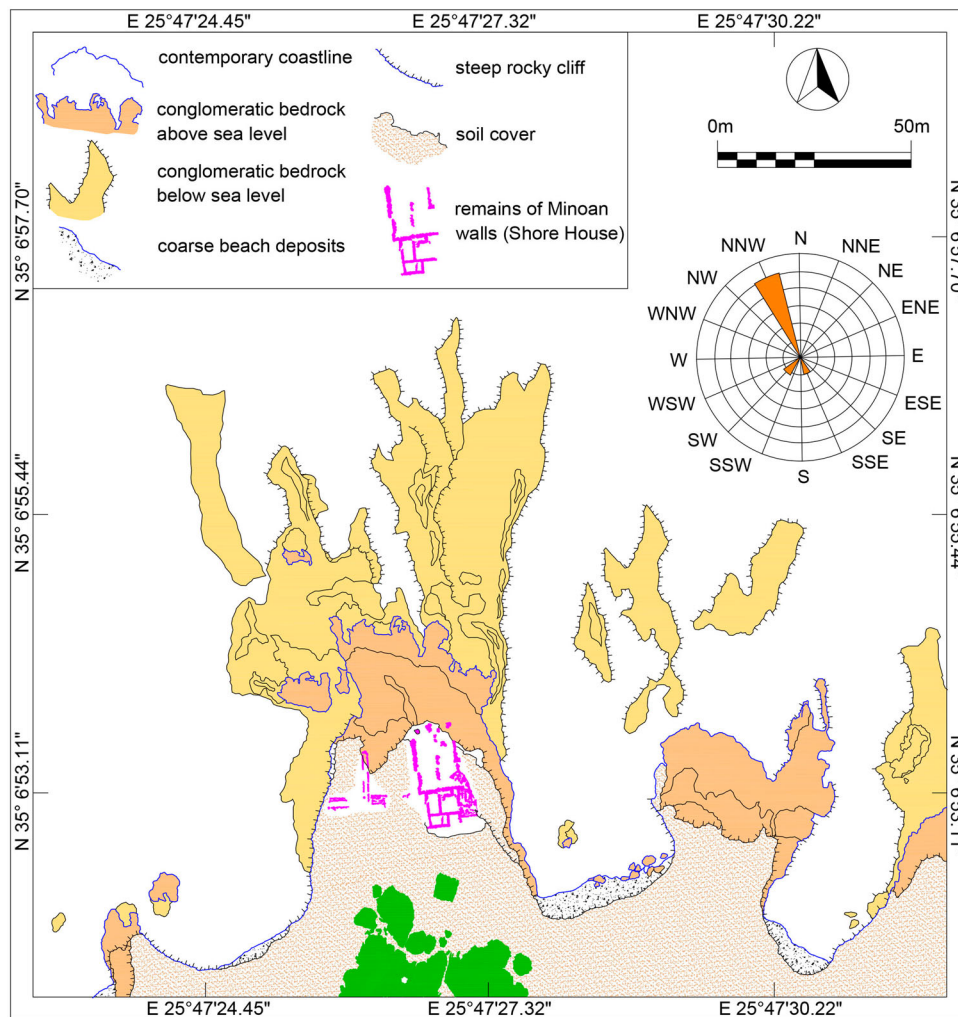 E 25°47'24.45" E 25°47'27.32" E 25°47'30.22"
contemporary coastline
conglomeratic bedrock
above sea level
conglomeratic bedrock
below sea level
coarse beach deposits
steep rocky cliff
soil cover
remains of Minoan
walls (Shore House)
0m 50m
N
NNE
NE
ENE
E
ESE
SE
SSE
S
SSW
SW
WSW
W
WNW
NW
NNW
N 35° 6'57.70"
N 35° 6'55.44"
N 35° 6'53.11"
E 25°47'24.45" E 25°47'27.32" E 25°47'30.22"